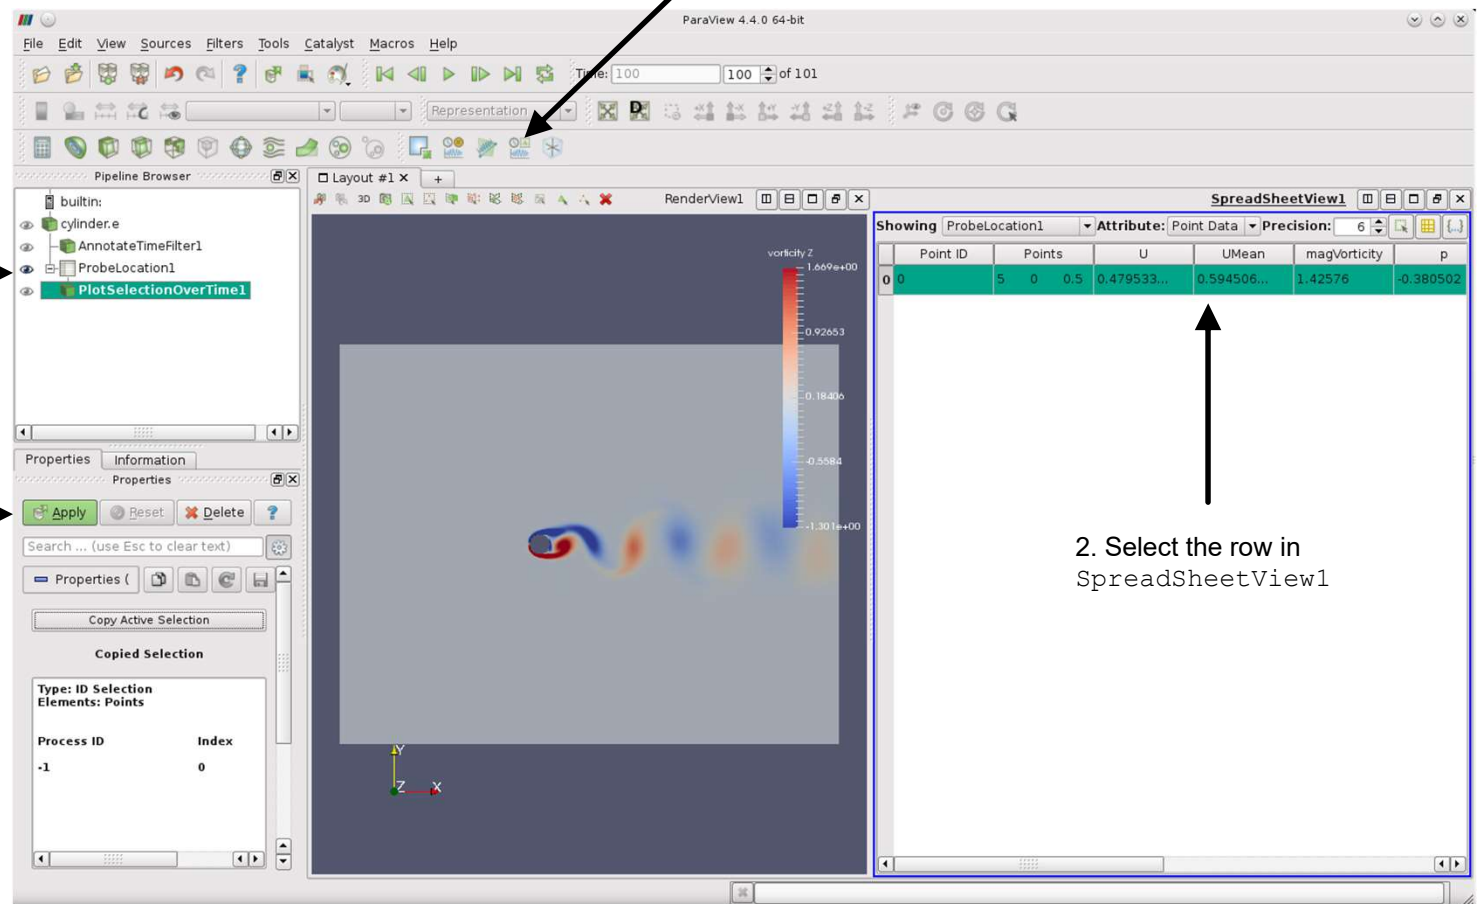 ParaView 4.4.0 64-bit
File Edit View Sources Filters Tools Catalyst Macros Help
Time: 100 100 of 101
Representation
Pipeline Browser
Layout #1
builtin:
cylinder.e
AnnotateTimeFilter1
ProbeLocation1
PlotSelectionOverTime1
Properties Information
Properties
Apply Reset Delete ?
Search ... (use Esc to clear text)
Properties (
Copy Active Selection
Copied Selection
Type: ID Selection
Elements: Points
Process ID Index
-1 0
3D
RenderView1
vorticity Z
1.669e+00
0.92653
0.18406
-0.5584
-1.301e+00
Y
Z X
SpreadSheetView1
Showing ProbeLocation1 Attribute: Point Data Precision: 6
Point ID Points U UMean magVorticity p
0 0 5 0 0.5 0.479533... 0.594506... 1.42576 -0.380502
2. Select the row in
SpreadSheetView1